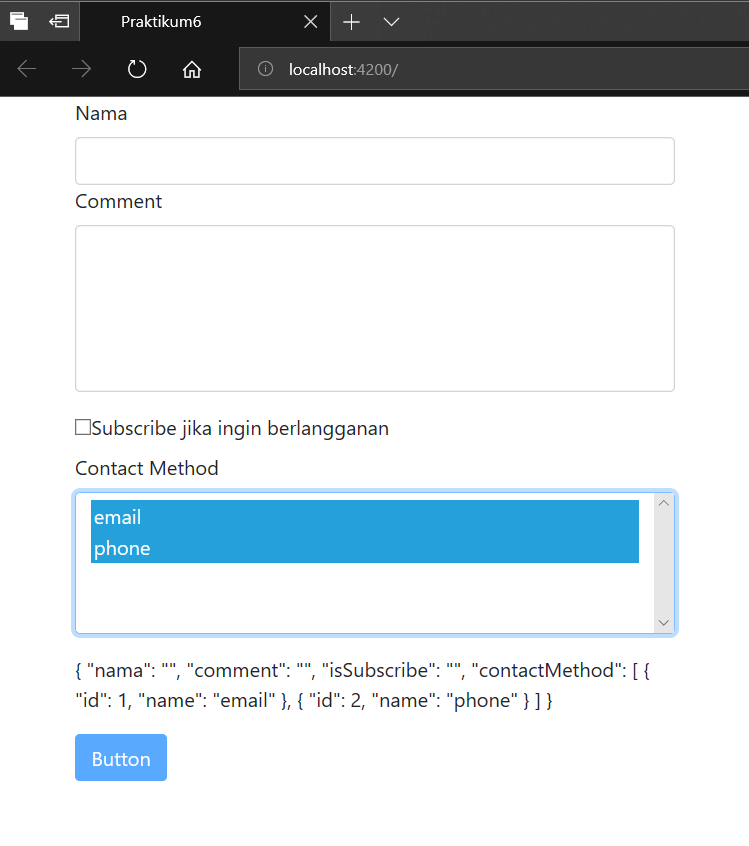 Praktikum6
localhost:4200/
Nama
Comment
Subscribe jika ingin berlangganan
Contact Method
email
phone
{ "nama": "", "comment": "", "isSubscribe": "", "contactMethod": [ {
"id": 1, "name": "email" }, { "id": 2, "name": "phone" } ] }
Button